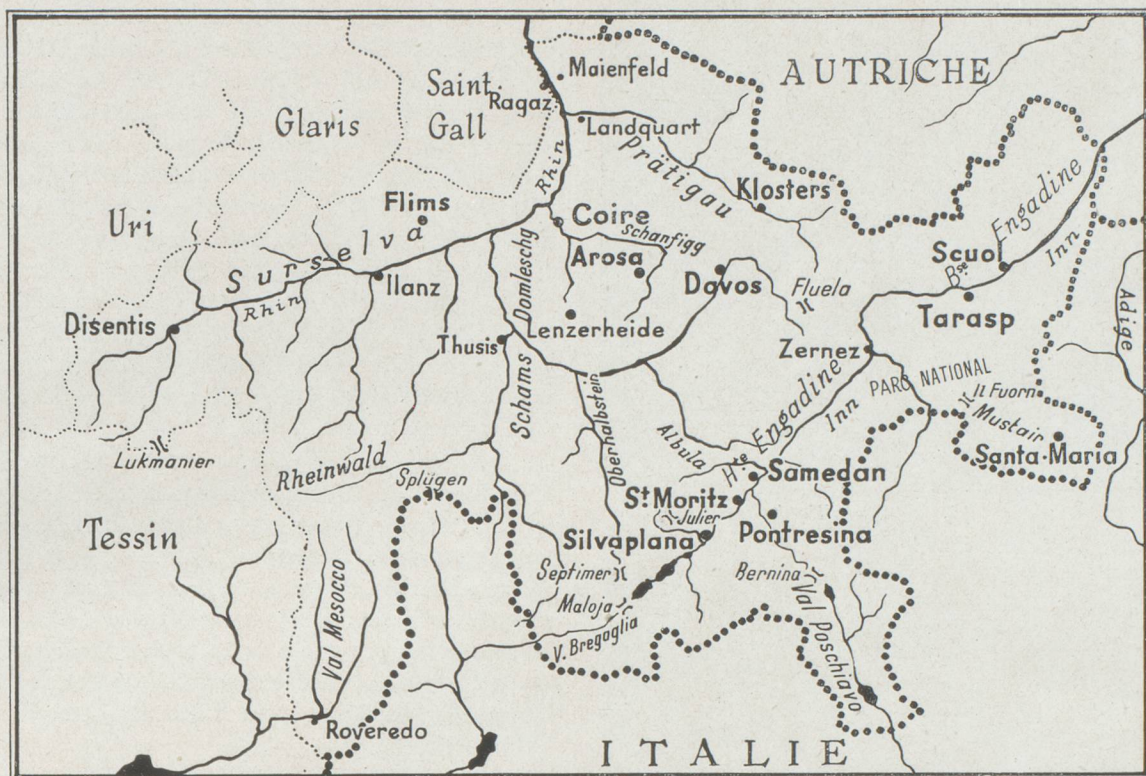 AUTRICHE
Maienfeld
Saint
Gall
Ragaz
Glaris
Landquart
Prätigau
Rhin
Klosters
Uri
Flims
Coire
Schanfigg
Engadine
Inn
Scuol
Bse
Surselva
Rhin
Ilanz
Domleschg
Arosa
Davos
Fluela
Tarasp
Adige
Disentis
Lenzerheide
Thusis
Zernez
PARC NATIONAL
Il Fuorn
Mustair
Santa-Maria
Schams
Oberhalbstein
Albula
Hte Engadine
Inn
Lukmanier
Rheinwald
Splügen
Samedan
St Moritz
Julier
Silvaplana
Pontresina
Tessin
Val Mesocco
Septimer
Maloja
V. Bregaglia
Bernina
Val Poschiavo
Roveredo
ITALIE